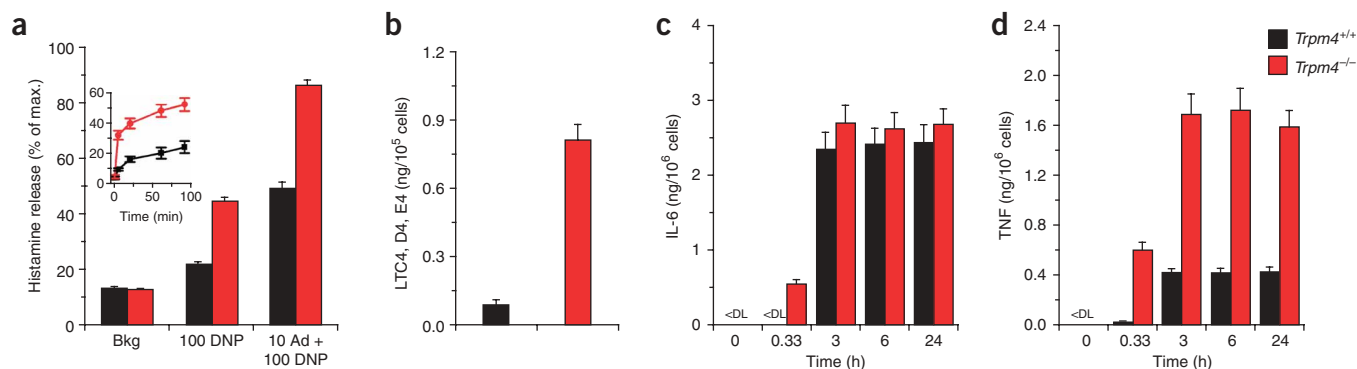 a
100
80
60
40
20
0
Histamine release (% of max.)
60
40
20
0
0 50 100
Time (min)
Bkg 100 DNP 10 Ad +
100 DNP
b
1.2
0.9
0.6
0.3
0.0
LTC4, D4, E4 (ng/10⁵ cells)
c
4
3
2
1
0
IL-6 (ng/10⁶ cells)
<DL <DL
0 0.33 3 6 24
Time (h)
d
2.0
1.6
1.2
0.8
0.4
0.0
TNF (ng/10⁶ cells)
<DL
0 0.33 3 6 24
Time (h)
Trpm4⁺/⁺
Trpm4⁻/⁻